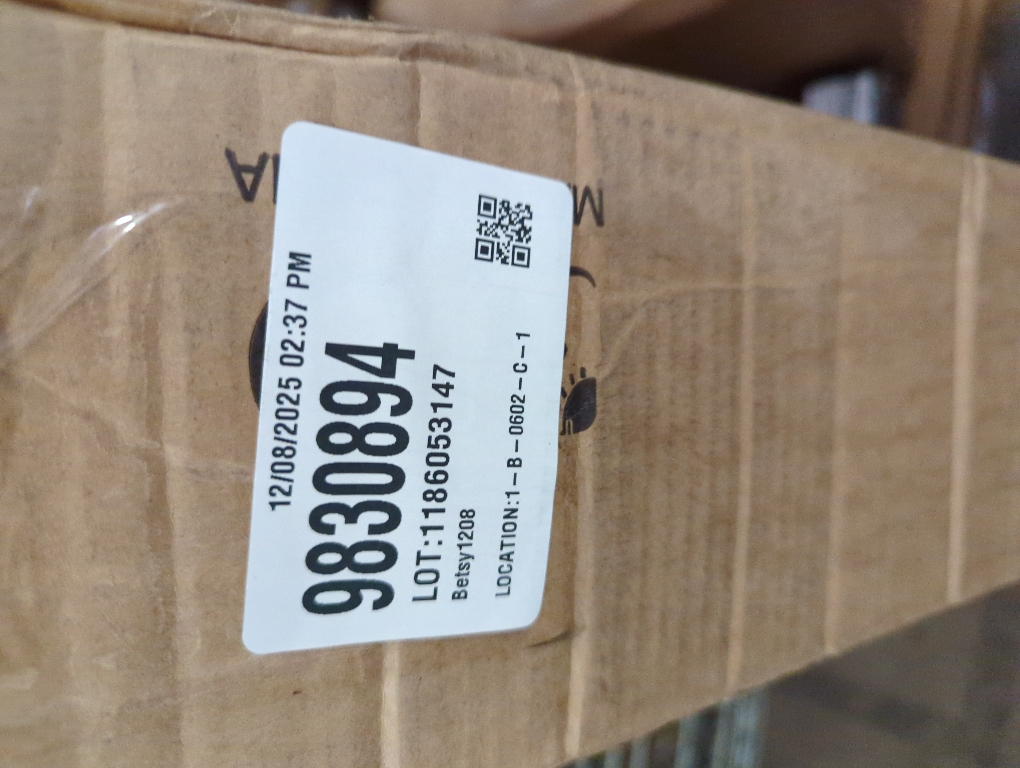 12/08/2025 02:37 PM
9830894
LOT:1186053147
Betsy1208
LOCATION:1-B-0602-C-1